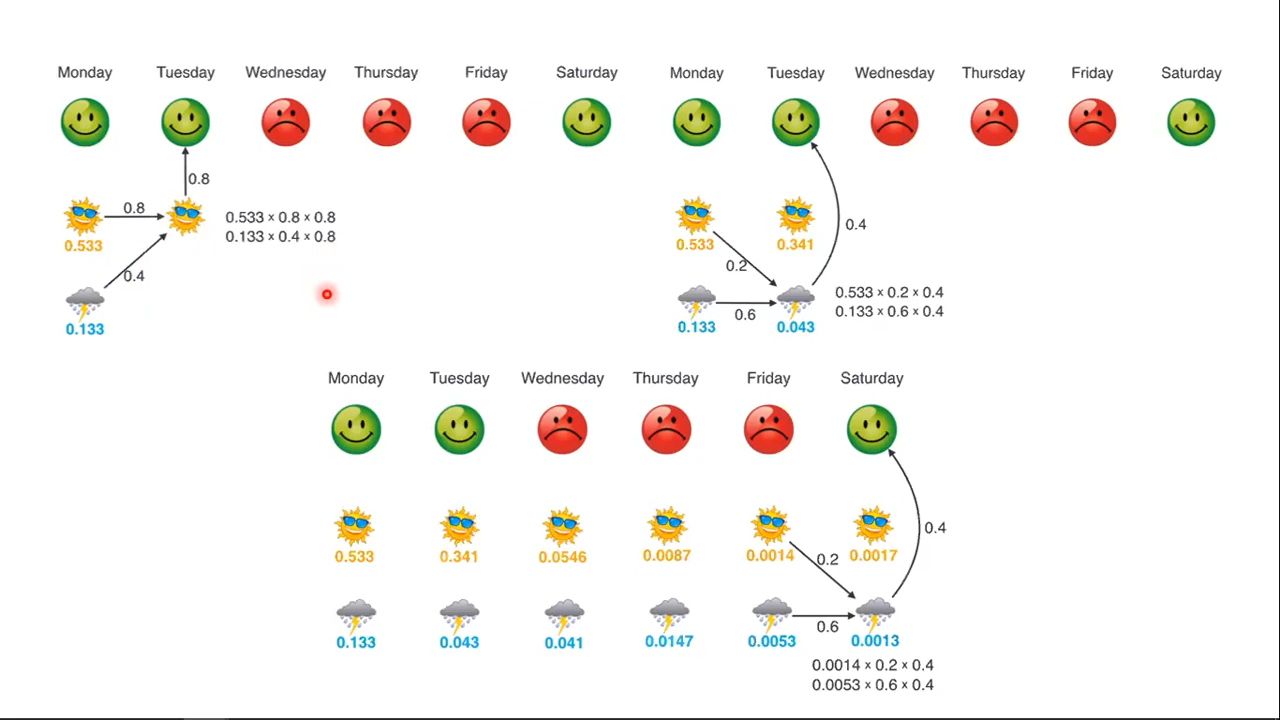 Monday Tuesday Wednesday Thursday Friday Saturday
0.8
0.8
0.533 × 0.8 × 0.8
0.133 × 0.4 × 0.8
0.533
0.4
0.133
Monday Tuesday Wednesday Thursday Friday Saturday
0.4
0.533 0.341
0.2
0.533 × 0.2 × 0.4
0.133 × 0.6 × 0.4
0.6
0.133 0.043
Monday Tuesday Wednesday Thursday Friday Saturday
0.4
0.533 0.341 0.0546 0.0087 0.0014 0.0017
0.2
0.6
0.133 0.043 0.041 0.0147 0.0053 0.0013
0.0014 × 0.2 × 0.4
0.0053 × 0.6 × 0.4